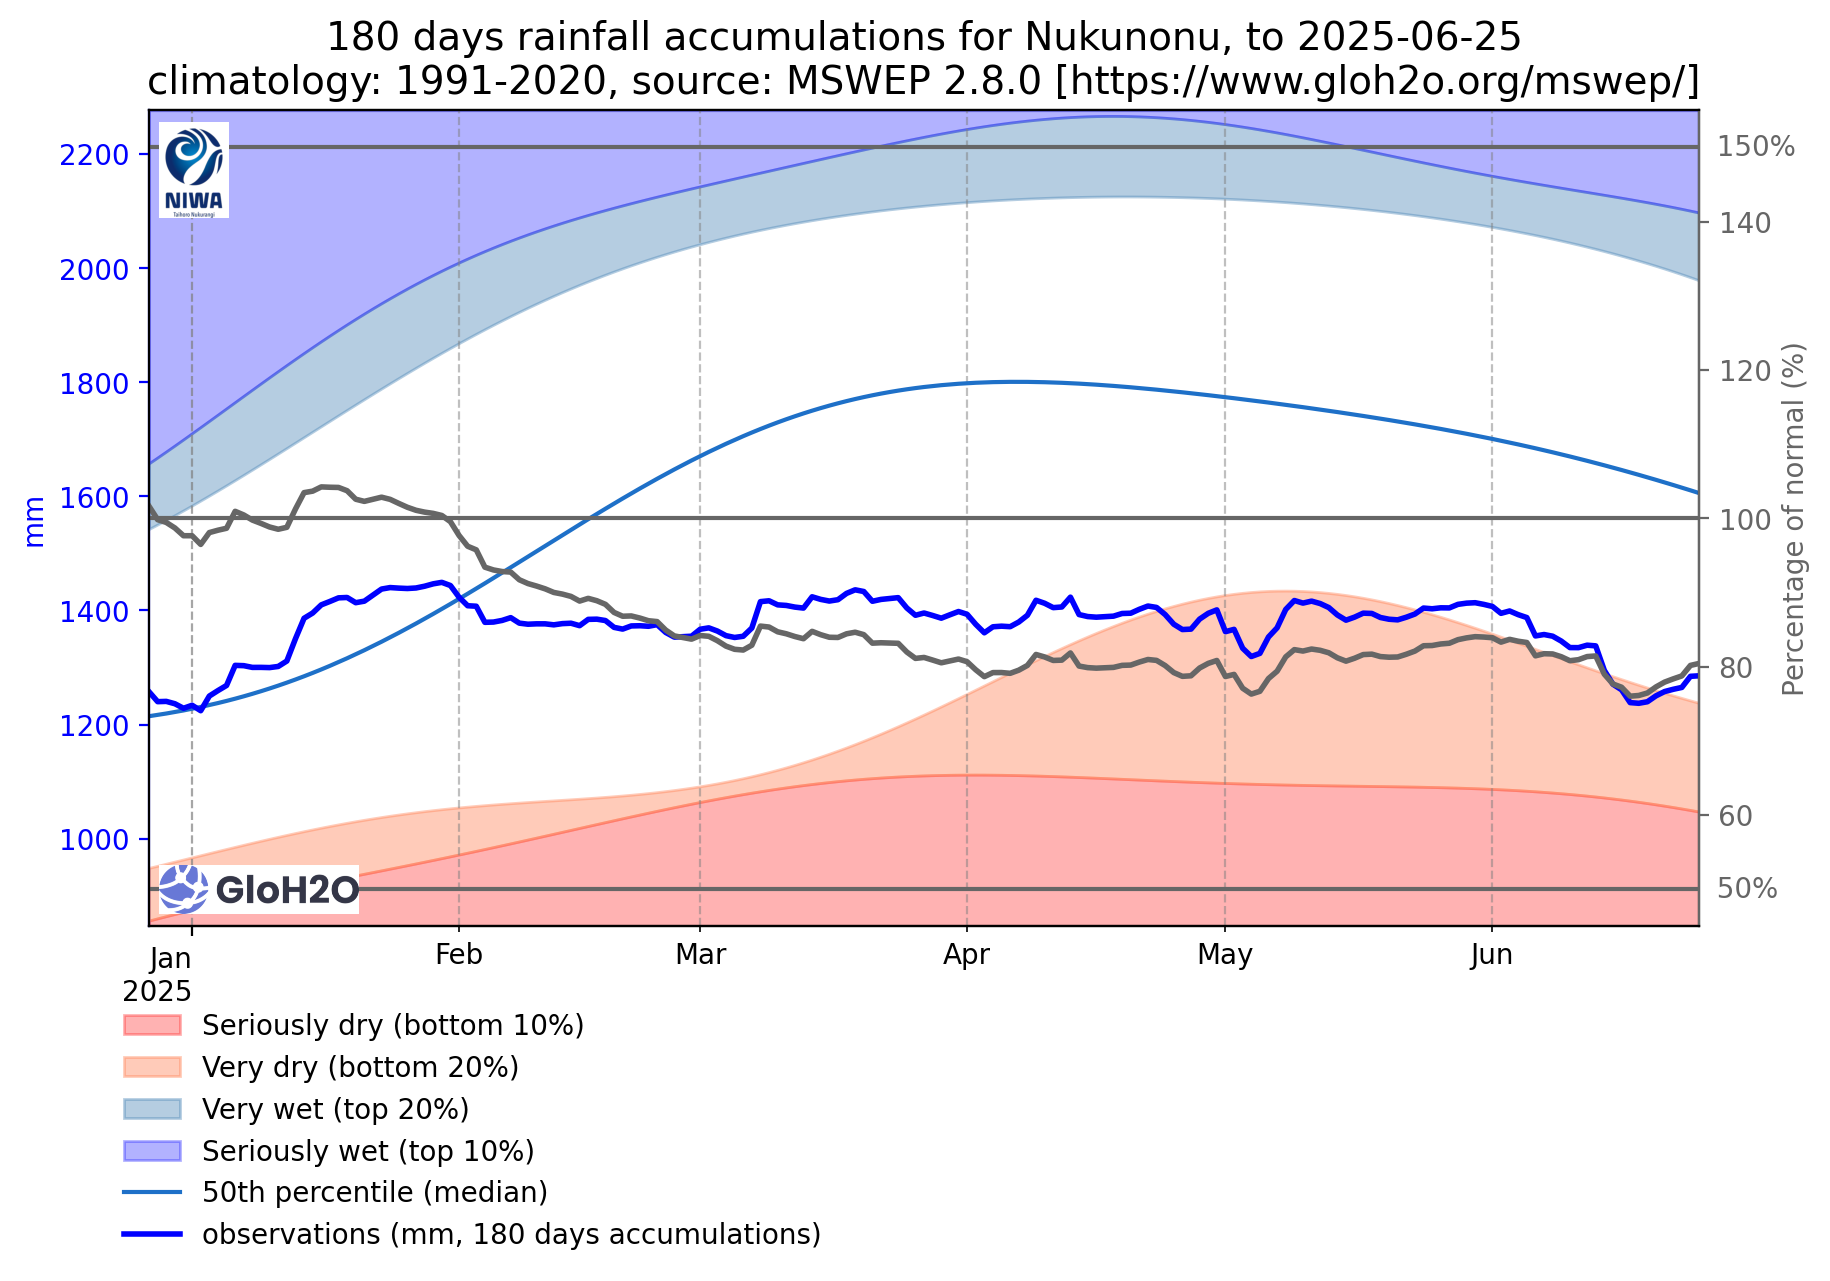 180 days rainfall accumulations for Nukunonu, to 2025-06-25
climatology: 1991-2020, source: MSWEP 2.8.0 [https://www.gloh2o.org/mswep/]
NIWA
Taihoro Nukurangi
2200
2000
1800
1600
1400
1200
1000
mm
150%
140
120
100
80
60
50%
Percentage of normal (%)
GloH2O
Jan
2025
Feb
Mar
Apr
May
Jun
Seriously dry (bottom 10%)
Very dry (bottom 20%)
Very wet (top 20%)
Seriously wet (top 10%)
50th percentile (median)
observations (mm, 180 days accumulations)